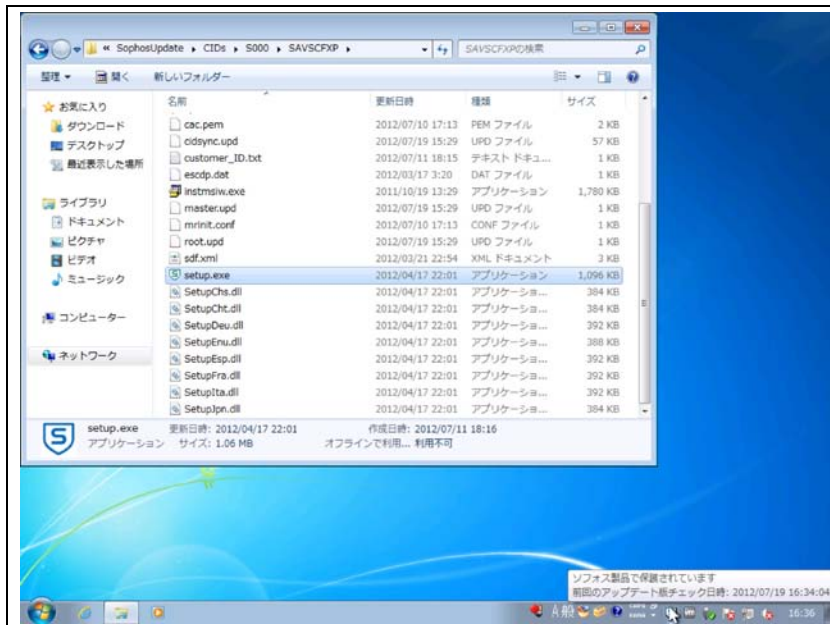 « SophosUpdate ▸ CIDs ▸ S000 ▸ SAVSCFXP ▸ SAVSCFXPの検索
整理 ▾ 開く 新しいフォルダー
お気に入り
ダウンロード
デスクトップ
最近表示した場所
ライブラリ
ドキュメント
ピクチャ
ビデオ
ミュージック
コンピューター
ネットワーク
名前 更新日時 種類 サイズ
cac.pem 2012/07/10 17:13 PEM ファイル 2 KB
cidsync.upd 2012/07/19 15:29 UPD ファイル 57 KB
customer_ID.txt 2012/07/11 18:15 テキスト ドキュ... 1 KB
escdp.dat 2012/03/17 3:20 DAT ファイル 1 KB
instmsiw.exe 2011/10/19 13:29 アプリケーション 1,780 KB
master.upd 2012/07/19 15:29 UPD ファイル 1 KB
mrinit.conf 2012/07/10 17:13 CONF ファイル 1 KB
root.upd 2012/07/19 15:29 UPD ファイル 1 KB
sdf.xml 2012/03/21 22:54 XML ドキュメント 3 KB
setup.exe 2012/04/17 22:01 アプリケーション 1,096 KB
SetupChs.dll 2012/04/17 22:01 アプリケーショ... 384 KB
SetupCht.dll 2012/04/17 22:01 アプリケーショ... 384 KB
SetupDeu.dll 2012/04/17 22:01 アプリケーショ... 392 KB
SetupEnu.dll 2012/04/17 22:01 アプリケーショ... 388 KB
SetupEsp.dll 2012/04/17 22:01 アプリケーショ... 392 KB
SetupFra.dll 2012/04/17 22:01 アプリケーショ... 392 KB
SetupIta.dll 2012/04/17 22:01 アプリケーショ... 392 KB
SetupJpn.dll 2012/04/17 22:01 アプリケーショ... 384 KB
setup.exe 更新日時: 2012/04/17 22:01 作成日時: 2012/07/11 18:16
アプリケーション サイズ: 1.06 MB オフラインで利用... 利用不可
ソフォス製品で保護されています
前回のアップデート版チェック日時: 2012/07/19 16:34:04
A 般 16:36